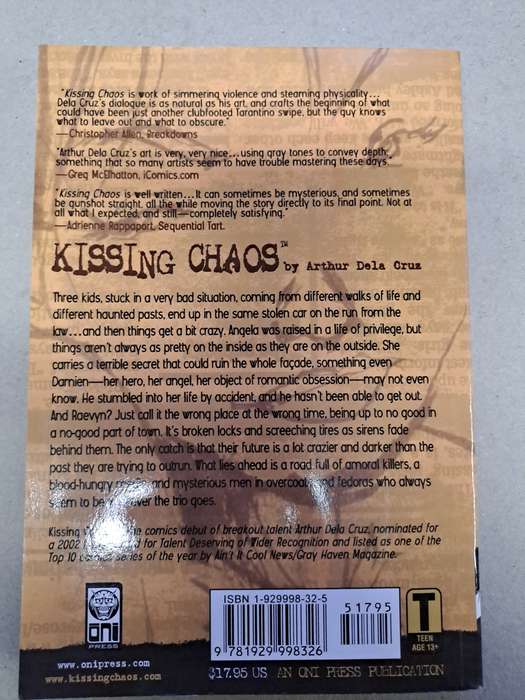 "Kissing Chaos is work of simmering violence and steaming physicality...
Dela Cruz's dialogue is as natural as his art, and crafts the beginning of what
could have been just another clubfooted Tarantino swipe, but the guy knows
what to leave out and what to obscure."
—Christopher Allen, Breakdowns
"Arthur Dela Cruz's art is very, very nice...using gray tones to convey depth,
something that so many artists seem to have trouble mastering these days."
—Greg McElhatton, iComics.com
"Kissing Chaos is well written...It can sometimes be mysterious, and sometimes
be gunshot straight, all the while moving the story directly to its final point. Not at
all what I expected, and still—completely satisfying."
—Adrienne Rappaport, Sequential Tart.
KISSING CHAOS™ by Arthur Dela Cruz
Three kids, stuck in a very bad situation, coming from different walks of life and
different haunted pasts, end up in the same stolen car on the run from the
law...and then things get a bit crazy. Angela was raised in a life of privilege, but
things aren't always as pretty on the inside as they are on the outside. She
carries a terrible secret that could ruin the whole façade, something even
Damien—her hero, her angel, her object of romantic obsession—may not even
know. He stumbled into her life by accident, and he hasn't been able to get out.
And Raevyn? Just call it the wrong place at the wrong time, being up to no good in
a no-good part of town. It's broken locks and screeching tires as sirens fade
behind them. The only catch is that their future is a lot crazier and darker than the
past they are trying to outrun. What lies ahead is a road full of amoral killers, a
blood-hungry and mysterious men in overcoats and fedoras who always
seem to be the trio goes.
Kissing comics debut of breakout talent Arthur Dela Cruz, nominated for
a 2002 for Talent Deserving of Wider Recognition and listed as one of the
Top 10 series of the year by Ain't It Cool News/Gray Haven Magazine.
ONI
PRESS
www.onipress.com
www.kissingchaos.com
ISBN 1-929998-32-5
51795
9 781929 998326
$17.95 US AN ONI PRESS PUBLICATION
T
TEEN
AGE 13+